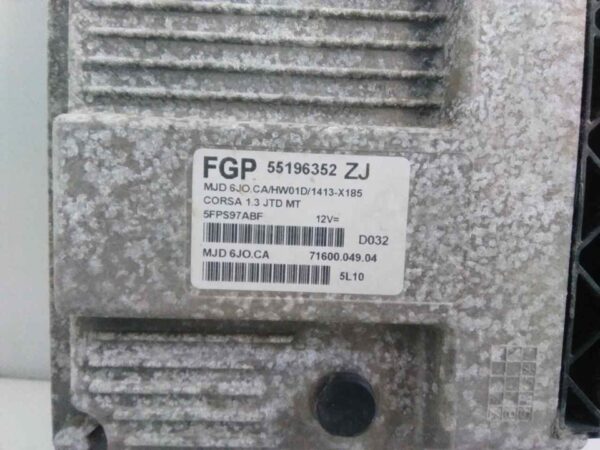 FGP 55196352 ZJ
MJD 6JO.CA/HW01D/1413-X185
CORSA 1.3 JTD MT
5FPS97ABF 12V=
D032
MJD 6JO.CA 71600.049.04
5L10